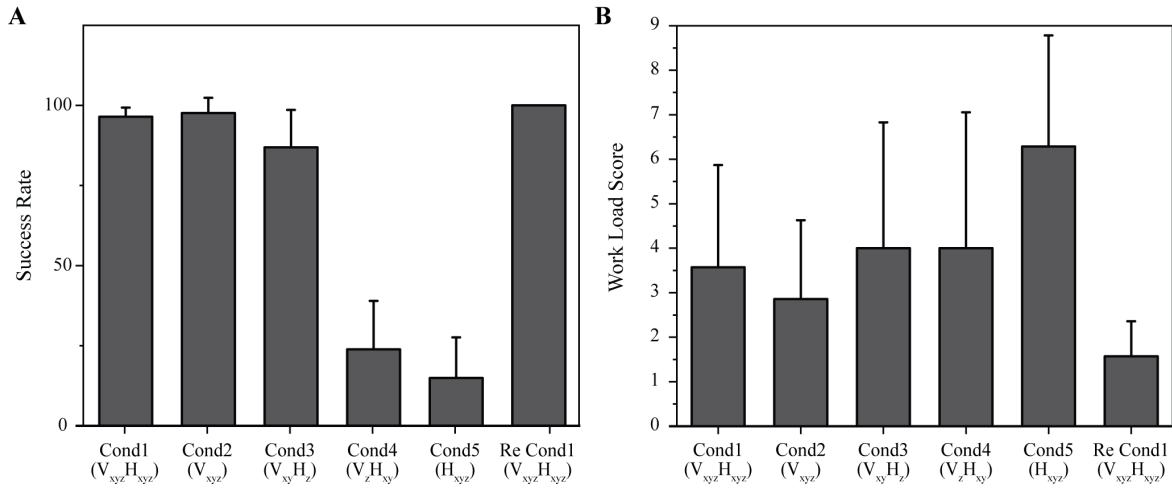 A
Success Rate
100
50
0
Cond1 Cond2 Cond3 Cond4 Cond5 Re Cond1
(VxyzHxyz) (Vxyz) (VxyHz) (VzHxy) (Hxyz) (VxyzHxyz)
B
Work Load Score
9
8
7
6
5
4
3
2
1
0
Cond1 Cond2 Cond3 Cond4 Cond5 Re Cond1
(VxyzHxyz) (Vxyz) (VxyHz) (VzHxy) (Hxyz) (VxyzHxyz)